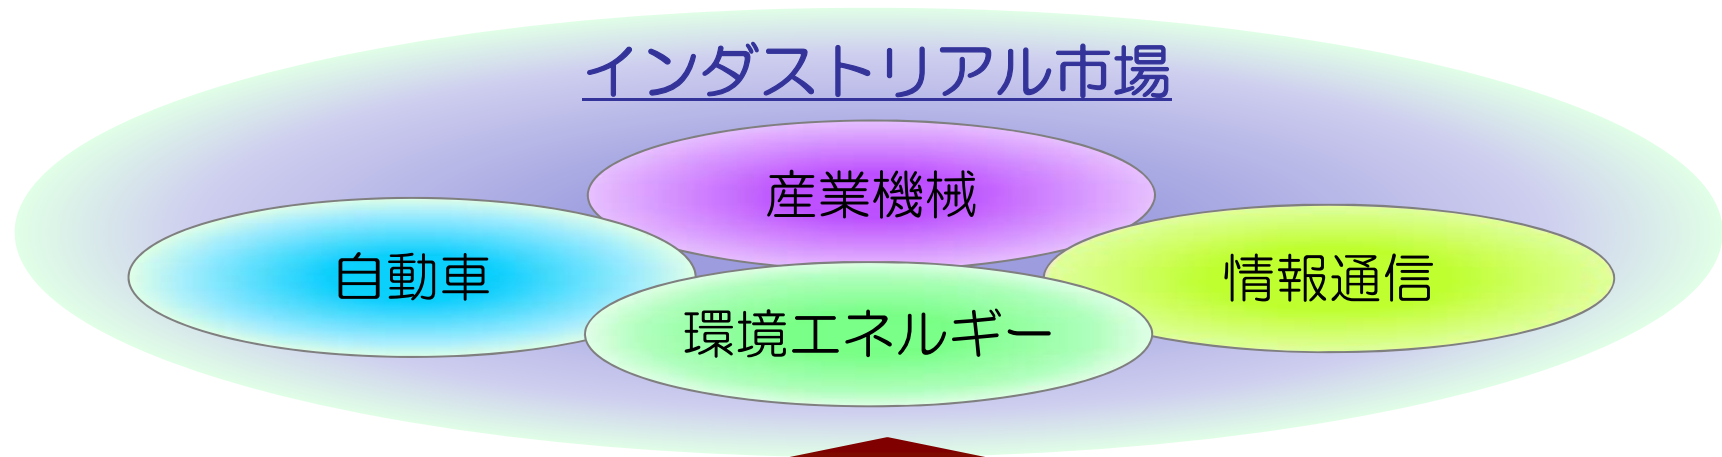 インダストリアル市場
産業機械
自動車
情報通信
環境エネルギー